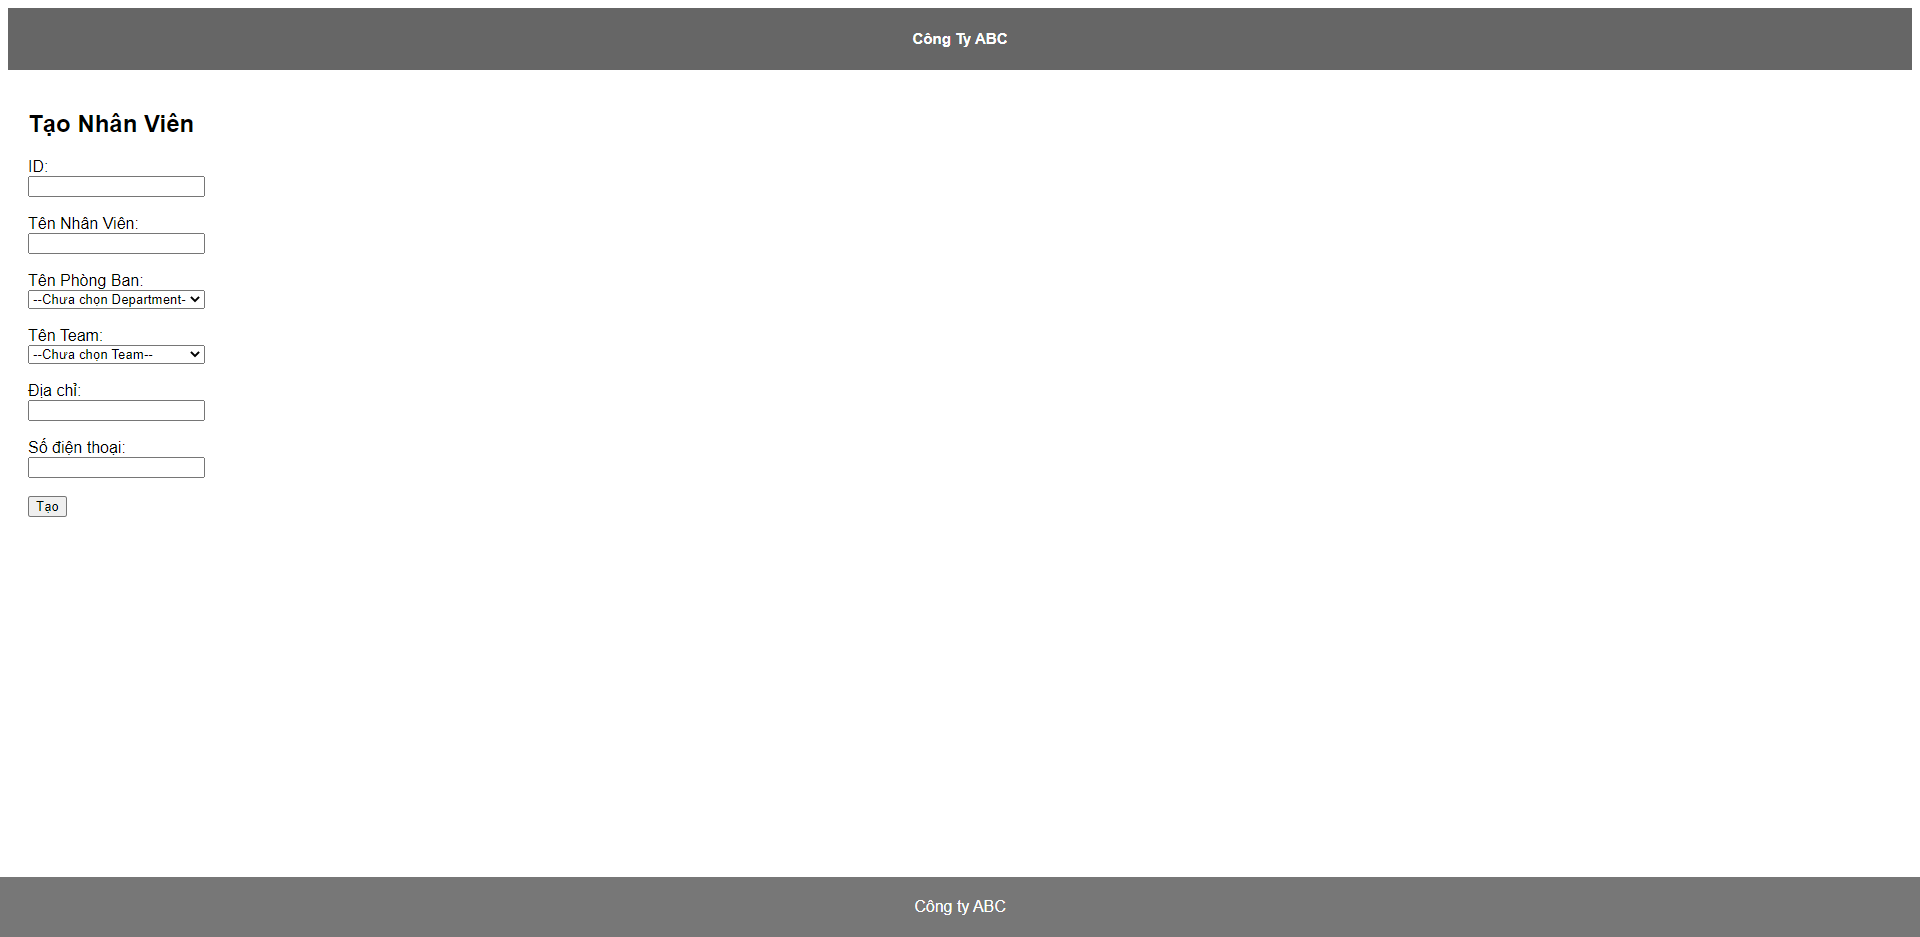 Công Ty ABC
Tạo Nhân Viên
ID:
Tên Nhân Viên:
Tên Phòng Ban:
--Chưa chọn Department-
Tên Team:
--Chưa chọn Team--
Địa chỉ:
Số điện thoại:
Tạo
Công ty ABC